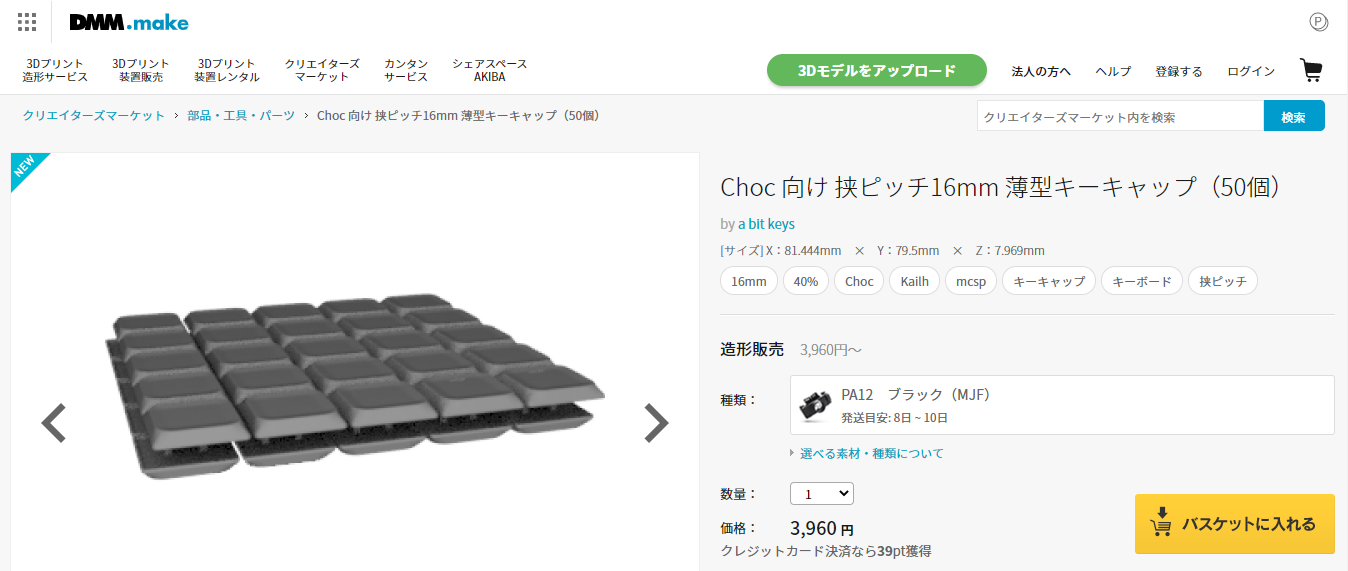 DMM.make
P
3Dプリント
造形サービス
3Dプリント
装置販売
3Dプリント
装置レンタル
クリエイターズ
マーケット
カンタン
サービス
シェアスペース
AKIBA
3Dモデルをアップロード
法人の方へ
ヘルプ
登録する
ログイン
クリエイターズマーケット › 部品・工具・パーツ › Choc 向け 挟ピッチ16mm 薄型キーキャップ（50個）
クリエイターズマーケット内を検索
検索
NEW
Choc 向け 挟ピッチ16mm 薄型キーキャップ（50個）
by a bit keys
[サイズ] X：81.444mm × Y：79.5mm × Z：7.969mm
16mm 40% Choc Kailh mcsp キーキャップ キーボード 挟ピッチ
造形販売 3,960円～
種類：
PA12 ブラック（MJF）
発送目安: 8日 ~ 10日
選べる素材・種類について
数量： 1
価格： 3,960 円
クレジットカード決済なら39pt獲得
バスケットに入れる